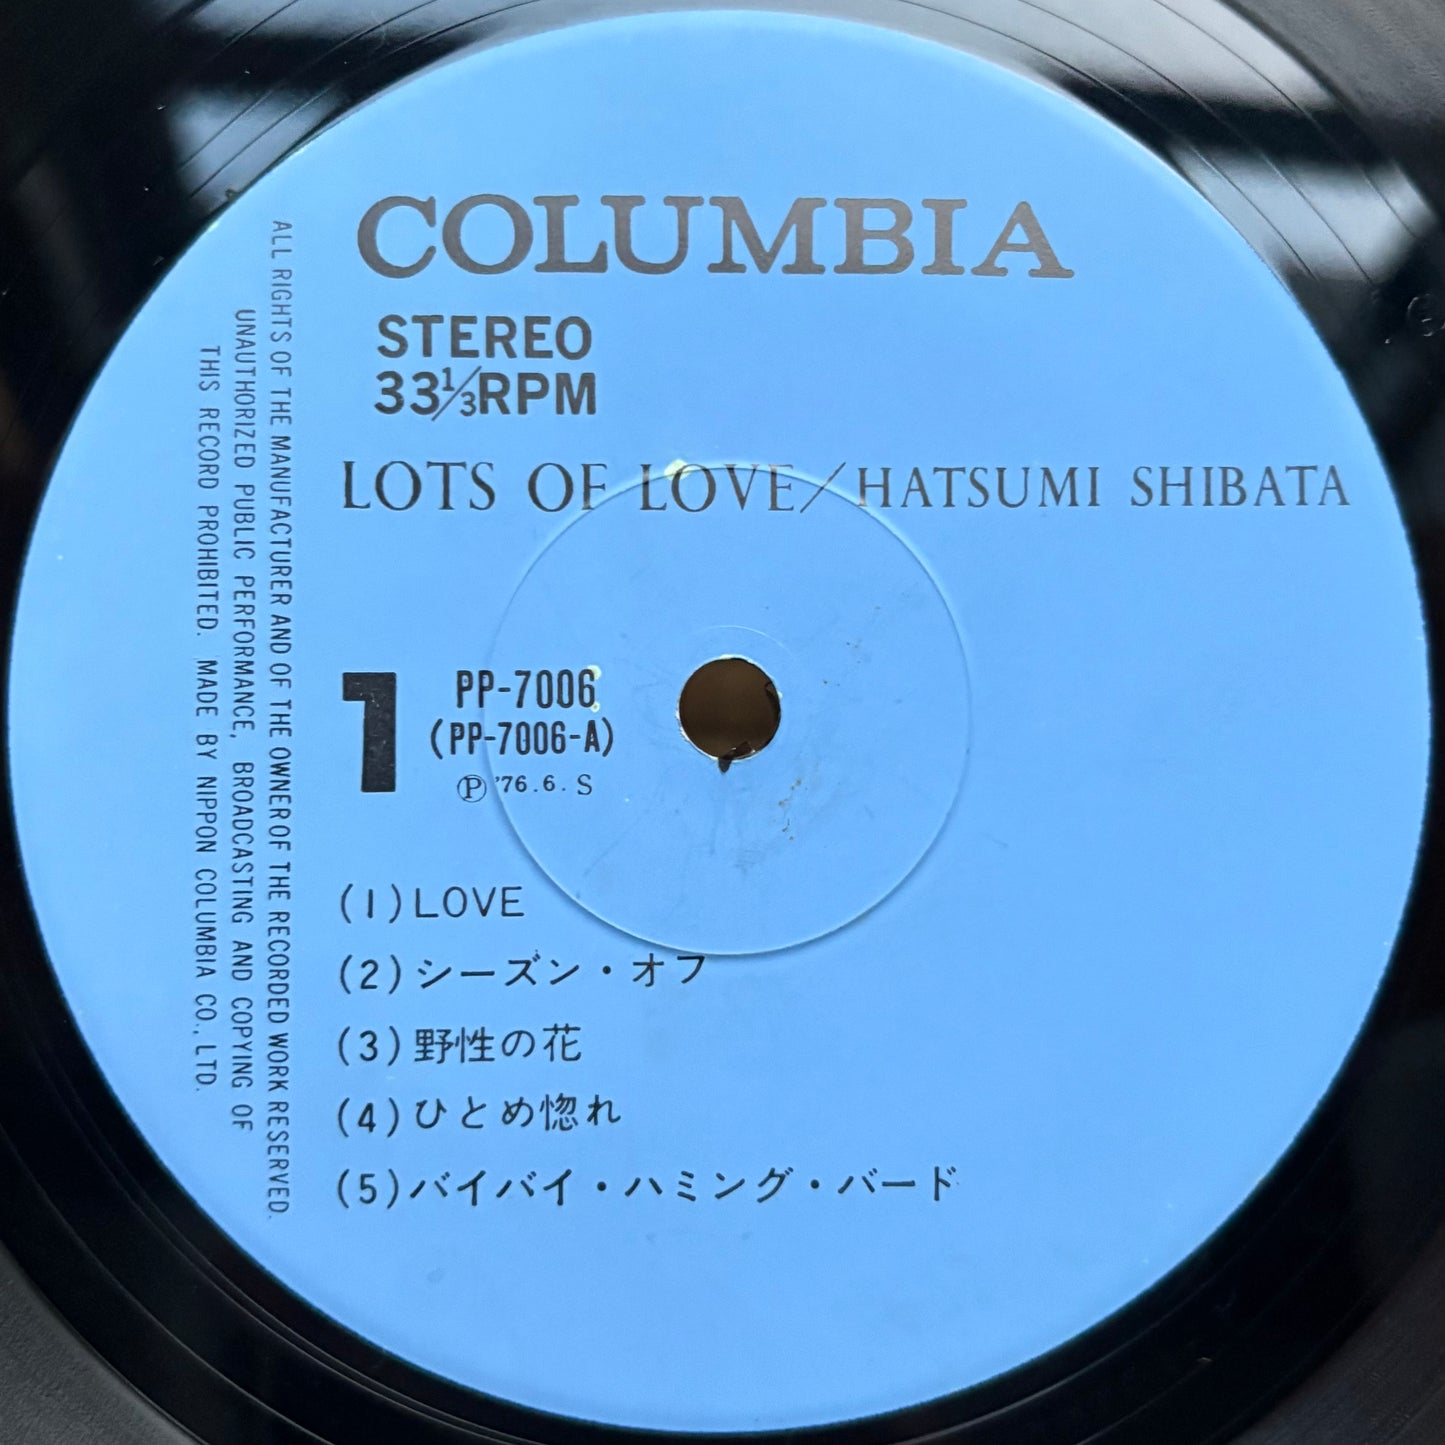 COLUMBIA
STEREO
33⅓RPM
LOTS OF LOVE/HATSUMI SHIBATA
1
PP-7006
(PP-7006-A)
Ⓟ '76.6. S
(1) LOVE
(2) シーズン・オフ
(3) 野性の花
(4) ひとめ惚れ
(5) バイバイ・ハミング・バード
ALL RIGHTS OF THE MANUFACTURER AND OF THE OWNER OF THE RECORDED WORK RESERVED.
UNAUTHORIZED PUBLIC PERFORMANCE, BROADCASTING AND COPYING OF
THIS RECORD PROHIBITED. MADE BY NIPPON COLUMBIA CO., LTD.